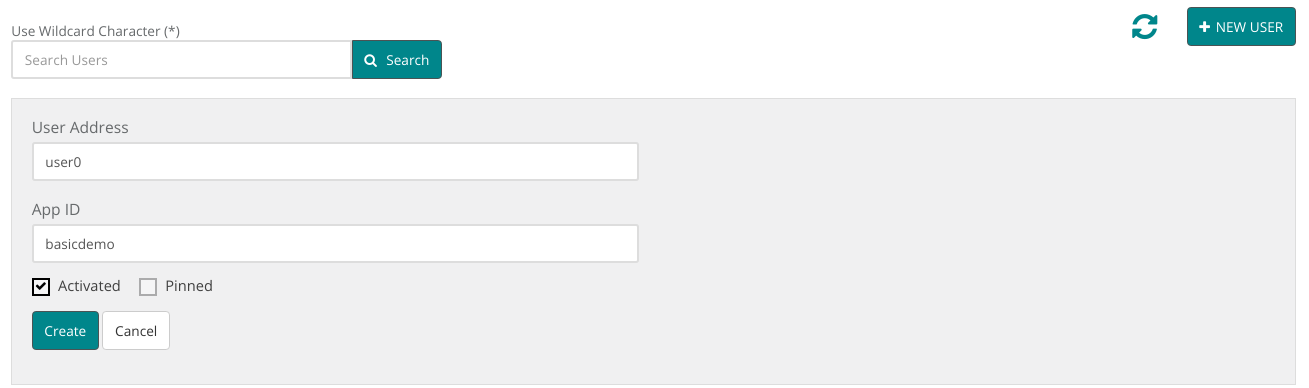 Use Wildcard Character (*)
Search Users
Search
NEW USER
User Address
user0
App ID
basicdemo
Activated
Pinned
Create
Cancel